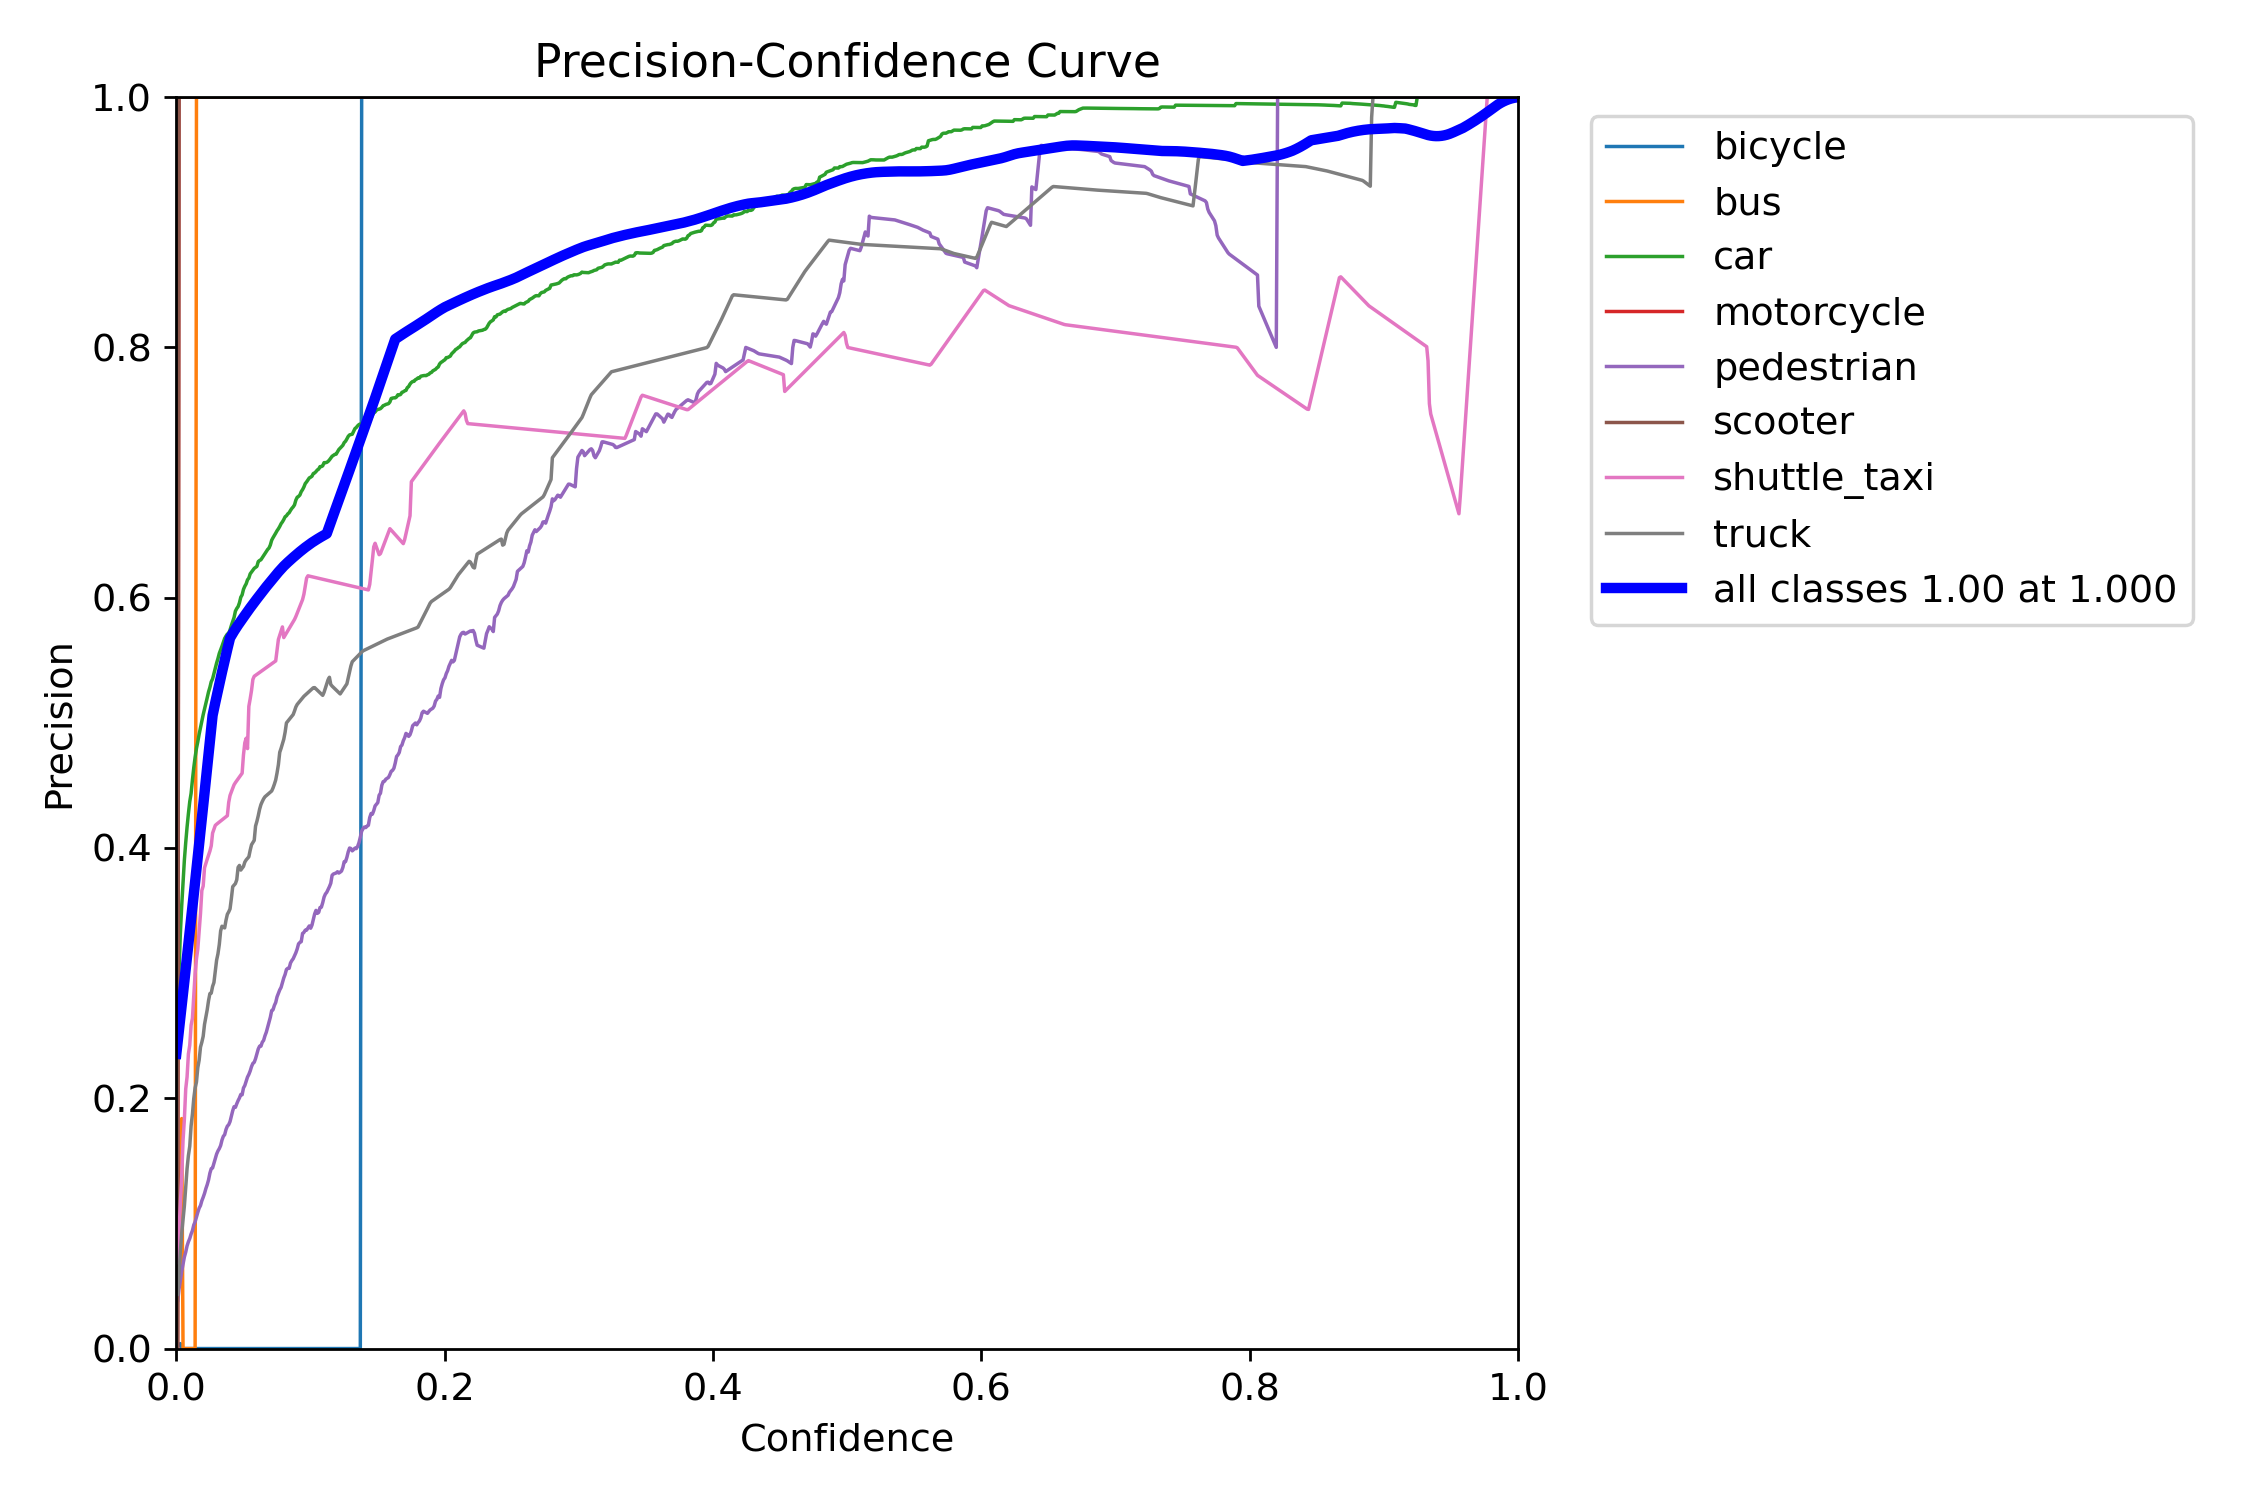 Precision-Confidence Curve
1.0
0.8
0.6
0.4
0.2
0.0
Precision
0.0 0.2 0.4 0.6 0.8 1.0
Confidence
bicycle
bus
car
motorcycle
pedestrian
scooter
shuttle_taxi
truck
all classes 1.00 at 1.000